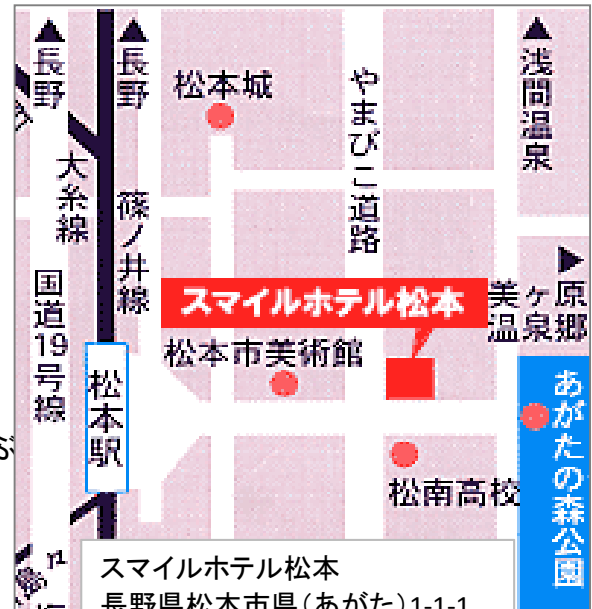 長野
長野
浅間温泉
松本城
やまびこ道路
大糸線
篠ノ井線
国道19号線
スマイルホテル松本
美ヶ原
温泉郷
松本市美術館
松本駅
あがたの森公園
松南高校
ぶ
スマイルホテル松本
長野県松本市県(あがた)1-1-1